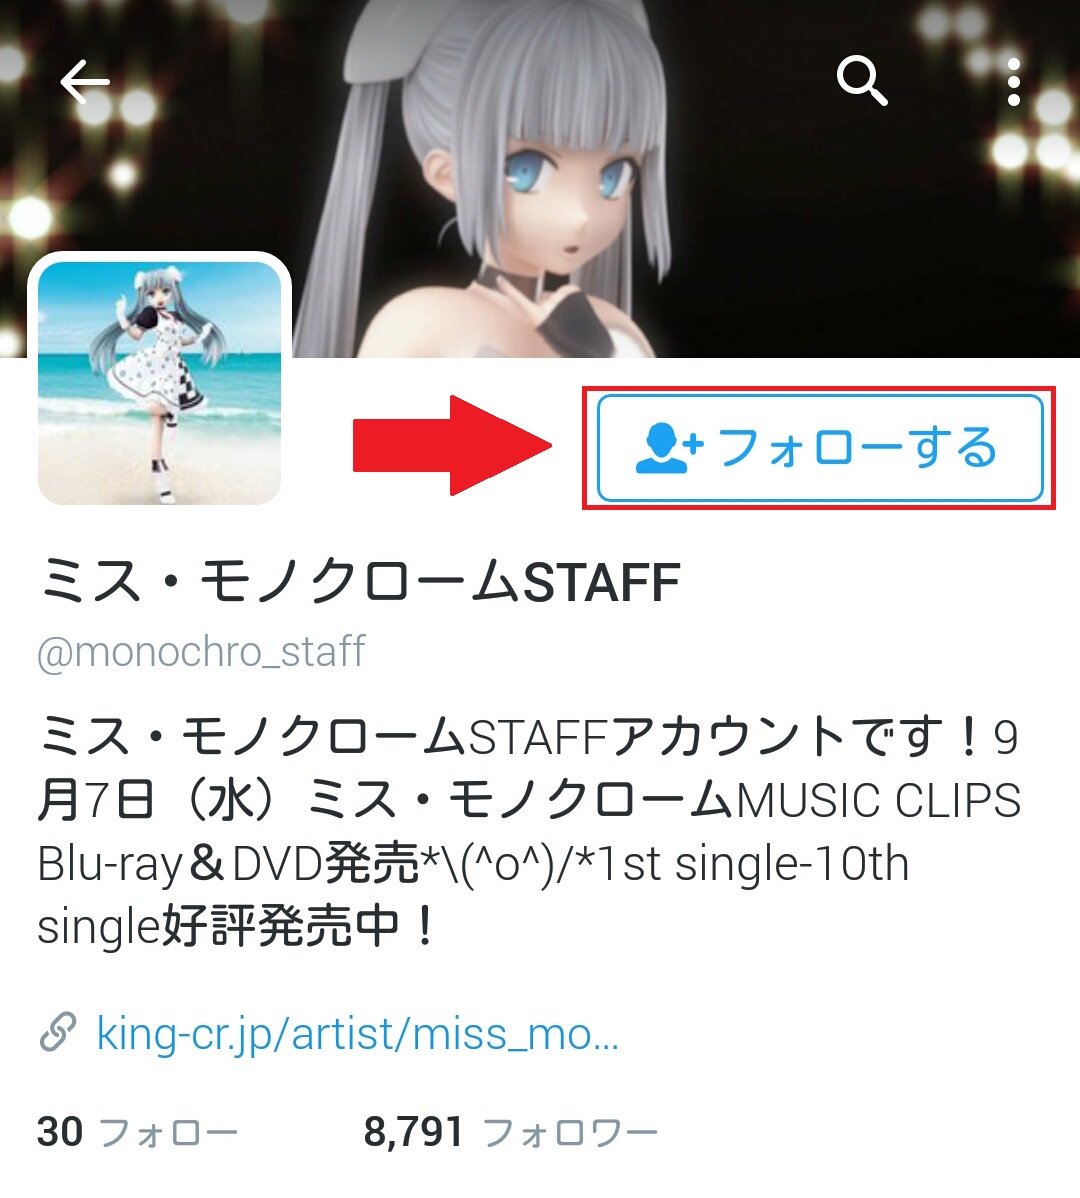 フォローする
ミス・モノクロームSTAFF
@monochro_staff
ミス・モノクロームSTAFFアカウントです！9
月7日（水）ミス・モノクロームMUSIC CLIPS
Blu-ray＆DVD発売*\(^o^)/*1st single-10th
single好評発売中！
king-cr.jp/artist/miss_mo...
30 フォロー 8,791 フォロワー